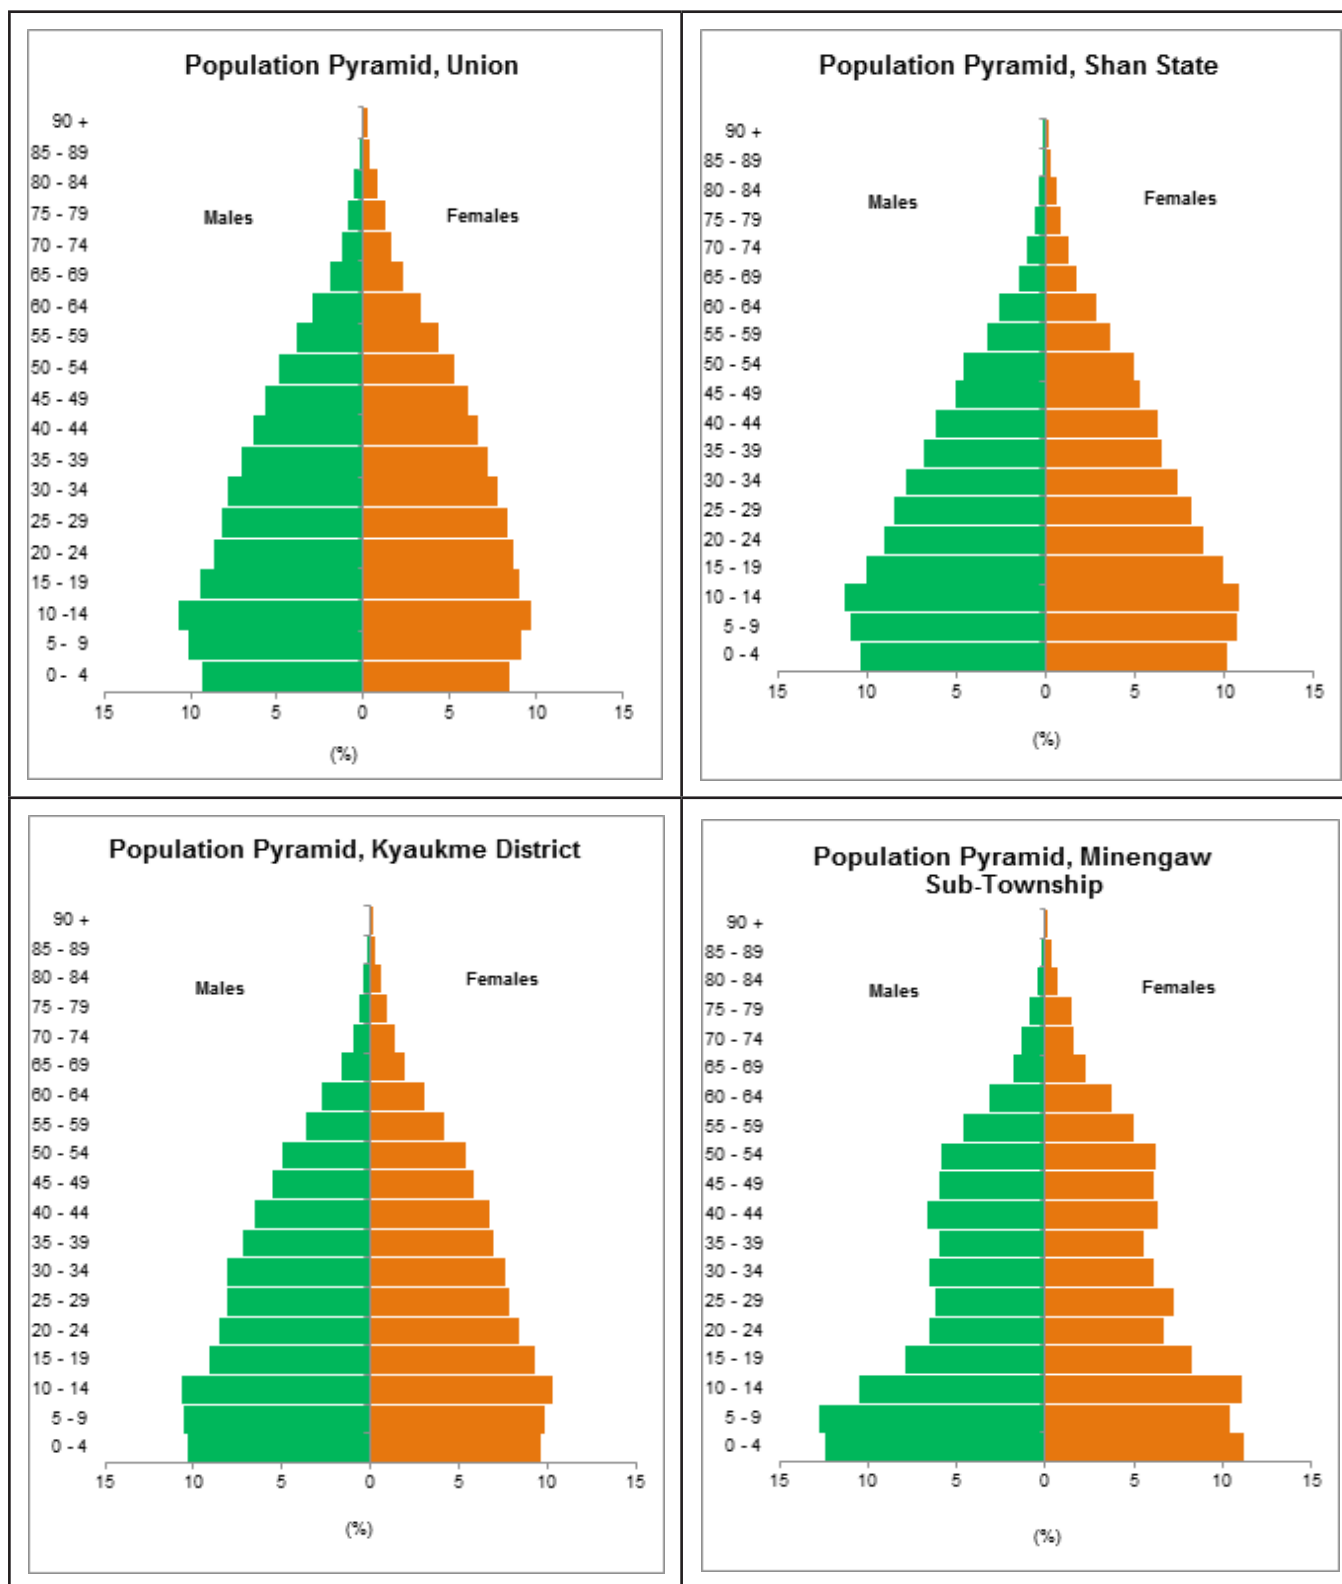 Population Pyramid, Union
90 +
85 - 89
80 - 84
75 - 79
70 - 74
65 - 69
60 - 64
55 - 59
50 - 54
45 - 49
40 - 44
35 - 39
30 - 34
25 - 29
20 - 24
15 - 19
10 -14
5- 9
0- 4
Males
Females
15 10 5 0 5 10 15
(%)
Population Pyramid, Shan State
90 +
85 - 89
80 - 84
75 - 79
70 - 74
65 - 69
60 - 64
55 - 59
50 - 54
45 - 49
40 - 44
35 - 39
30 - 34
25 - 29
20 - 24
15 - 19
10 - 14
5 - 9
0 - 4
Males
Females
15 10 5 0 5 10 15
(%)
Population Pyramid, Kyaukme District
90 +
85 - 89
80 - 84
75 - 79
70 - 74
65 - 69
60 - 64
55 - 59
50 - 54
45 - 49
40 - 44
35 - 39
30 - 34
25 - 29
20 - 24
15 - 19
10 - 14
5 - 9
0 - 4
Males
Females
15 10 5 0 5 10 15
(%)
Population Pyramid, Minengaw
Sub-Township
90 +
85 - 89
80 - 84
75 - 79
70 - 74
65 - 69
60 - 64
55 - 59
50 - 54
45 - 49
40 - 44
35 - 39
30 - 34
25 - 29
20 - 24
15 - 19
10 - 14
5 - 9
0 - 4
Males
Females
15 10 5 0 5 10 15
(%)